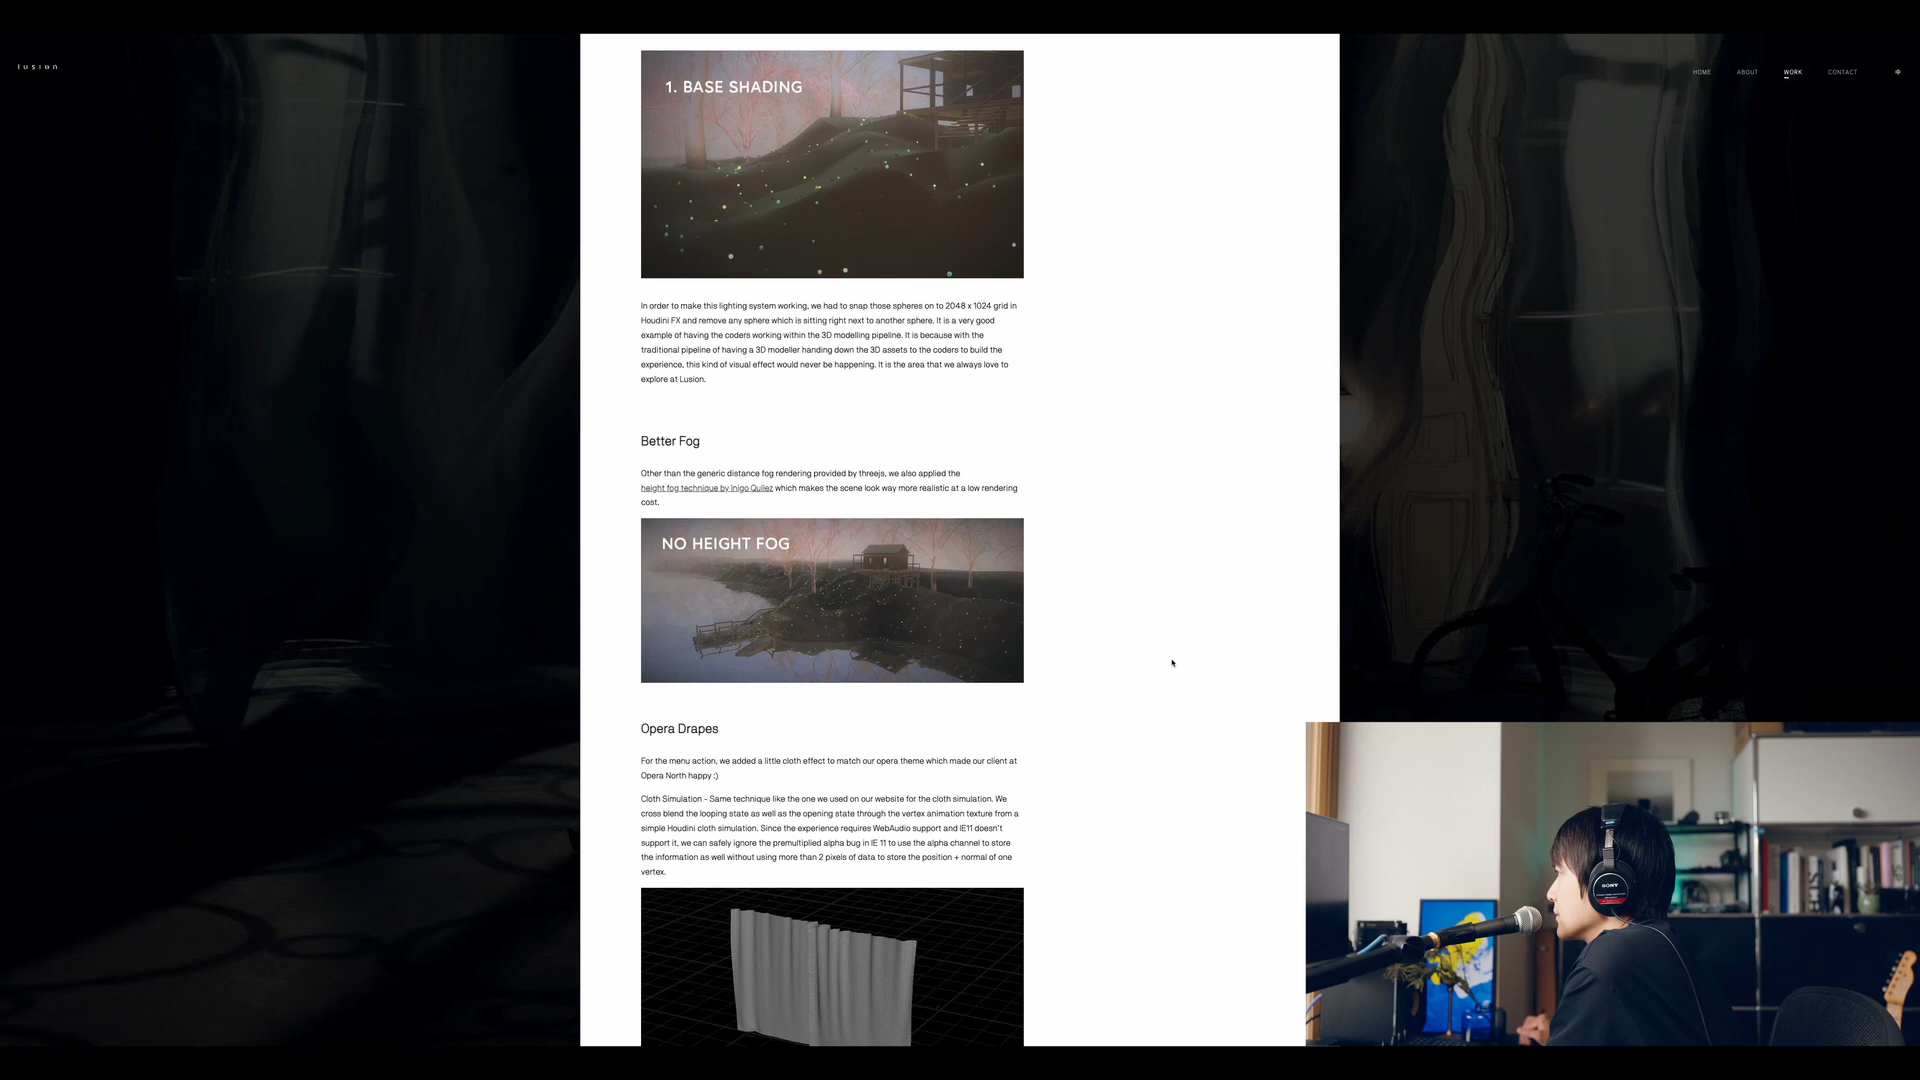 lusion
HOME
ABOUT
WORK
CONTACT
1. BASE SHADING
In order to make this lighting system working, we had to snap those spheres on to 2048 x 1024 grid in
Houdini FX and remove any sphere which is sitting right next to another sphere. It is a very good
example of having the coders working within the 3D modelling pipeline. It is because with the
traditional pipeline of having a 3D modeller handing down the 3D assets to the coders to build the
experience, this kind of visual effect would never be happening. It is the area that we always love to
explore at Lusion.
Better Fog
Other than the generic distance fog rendering provided by threejs, we also applied the
height fog technique by Inigo Quilez which makes the scene look way more realistic at a low rendering
cost.
NO HEIGHT FOG
Opera Drapes
For the menu action, we added a little cloth effect to match our opera theme which made our client at
Opera North happy :)
Cloth Simulation - Same technique like the one we used on our website for the cloth simulation. We
cross blend the looping state as well as the opening state through the vertex animation texture from a
simple Houdini cloth simulation. Since the experience requires WebAudio support and IE11 doesn't
support it, we can safely ignore the premultiplied alpha bug in IE 11 to use the alpha channel to store
the information as well without using more than 2 pixels of data to store the position + normal of one
vertex.
SONY